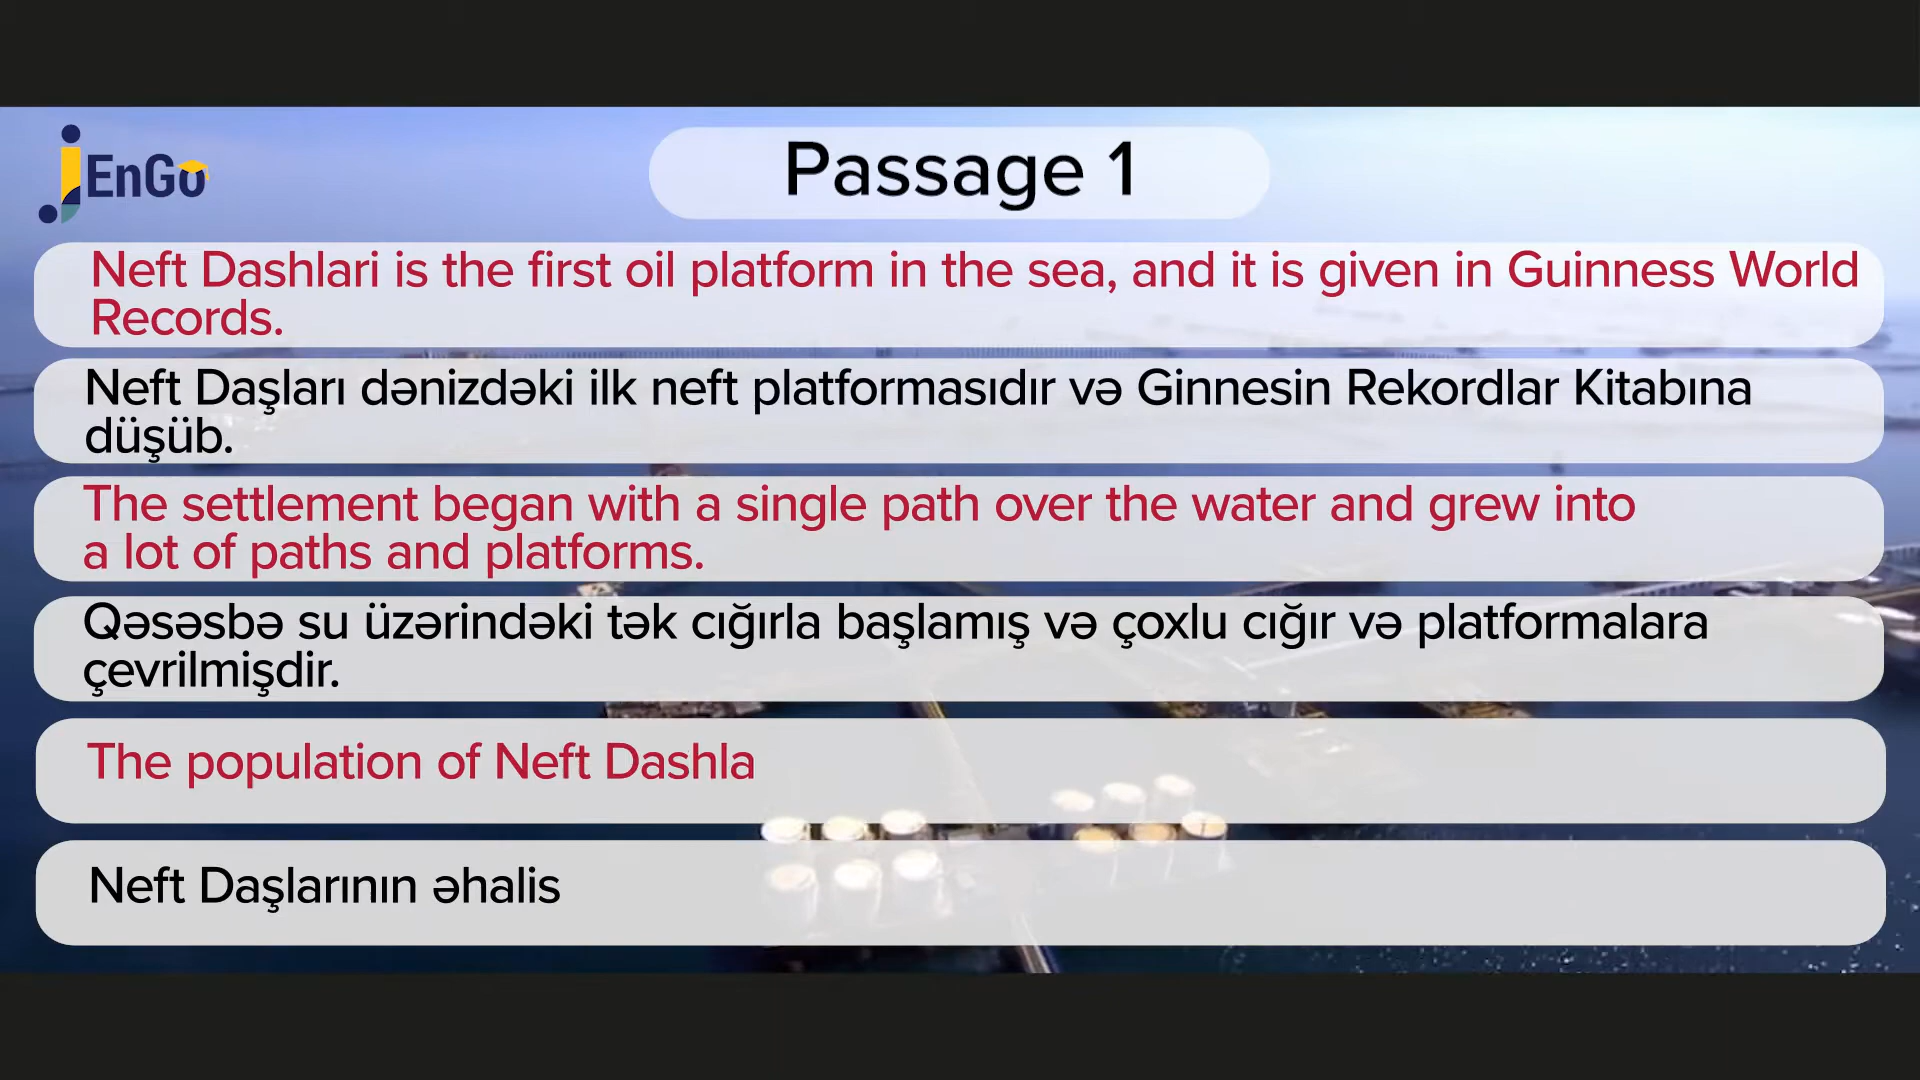 EnGo
Passage 1
Neft Dashlari is the first oil platform in the sea, and it is given in Guinness World
Records.
Neft Daşları dənizdəki ilk neft platformasıdır və Ginnesin Rekordlar Kitabına
düşüb.
The settlement began with a single path over the water and grew into
a lot of paths and platforms.
Qəsəsbə su üzərindəki tək cığırla başlamış və çoxlu cığır və platformalara
çevrilmişdir.
The population of Neft Dashla
Neft Daşlarının əhalis